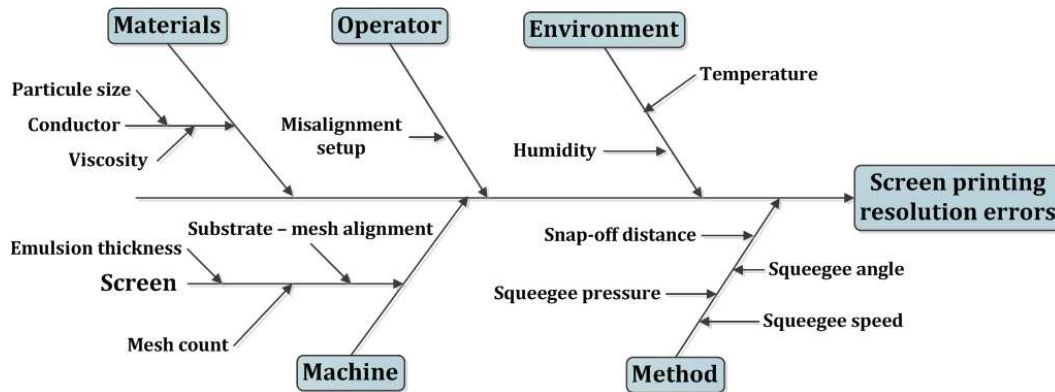 Materials
Operator
Environment
Particule size
Conductor
Viscosity
Misalignment
setup
Temperature
Humidity
Screen printing
resolution errors
Substrate – mesh alignment
Emulsion thickness
Screen
Mesh count
Machine
Snap-off distance
Squeegee angle
Squeegee pressure
Squeegee speed
Method